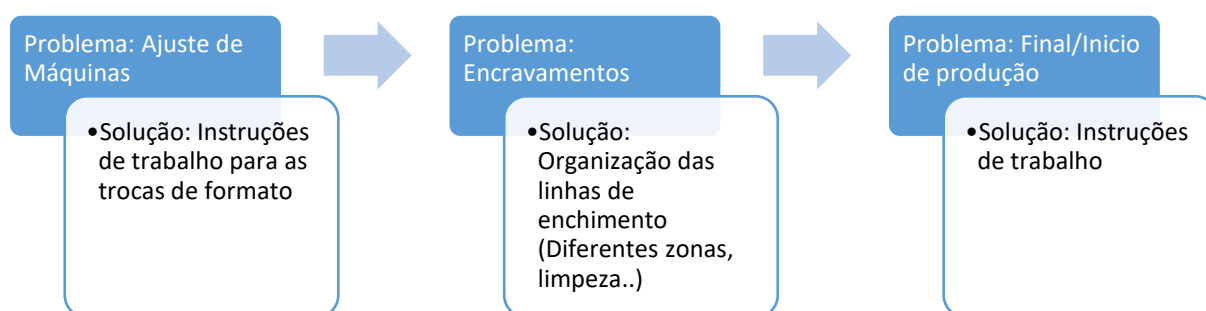 Problema: Ajuste de
Máquinas
•Solução: Instruções
de trabalho para as
trocas de formato
Problema:
Encravamentos
•Solução:
Organização das
linhas de
enchimento
(Diferentes zonas,
limpeza..)
Problema: Final/Inicio
de produção
•Solução: Instruções
de trabalho